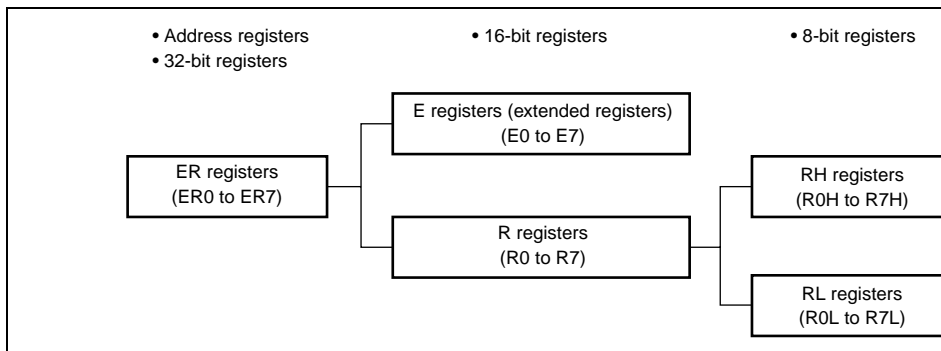 • Address registers
• 32-bit registers
• 16-bit registers
• 8-bit registers
E registers (extended registers)
(E0 to E7)
ER registers
(ER0 to ER7)
RH registers
(R0H to R7H)
R registers
(R0 to R7)
RL registers
(R0L to R7L)